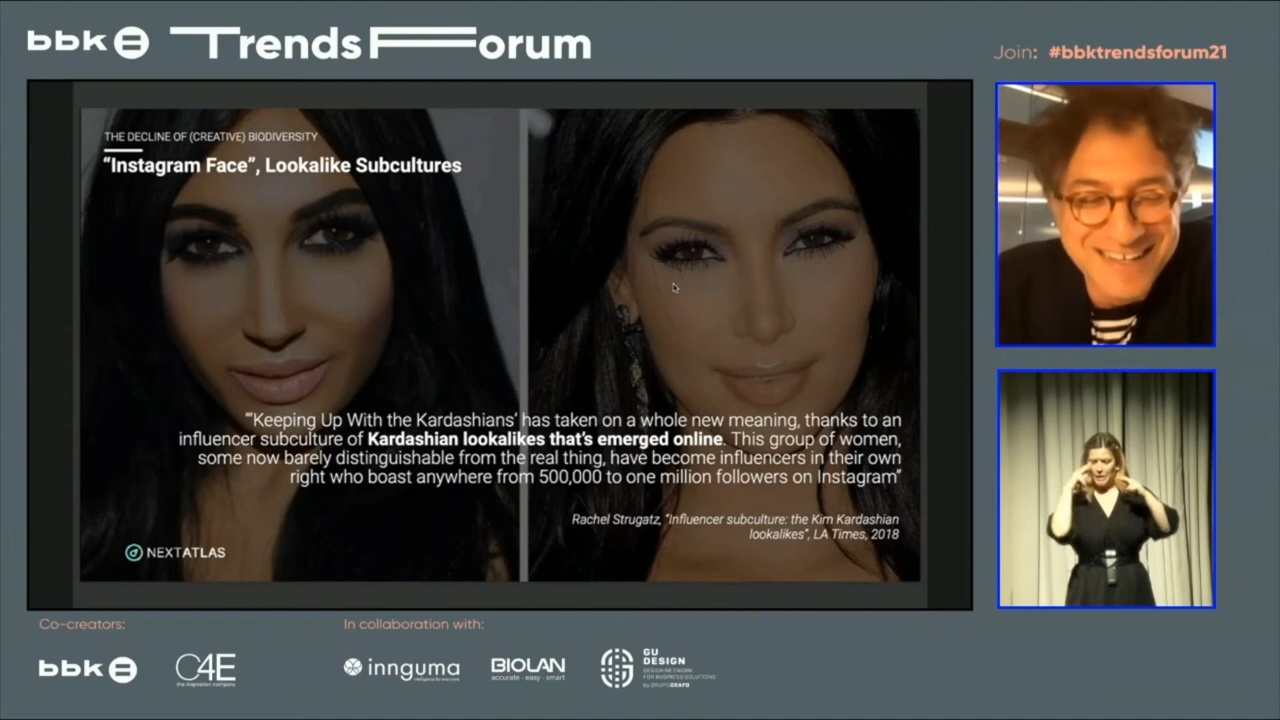 bbk Trends Forum
Join: #bbktrendsforum21
THE DECLINE OF (CREATIVE) BIODIVERSITY
“Instagram Face”, Lookalike Subcultures
“‘Keeping Up With the Kardashians’ has taken on a whole new meaning, thanks to an
influencer subculture of Kardashian lookalikes that’s emerged online. This group of women,
some now barely distinguishable from the real thing, have become influencers in their own
right who boast anywhere from 500,000 to one million followers on Instagram”
Rachel Strugatz, “Influencer subculture: the Kim Kardashian
lookalikes”, LA Times, 2018
NEXTATLAS
Co-creators:
In collaboration with:
bbk
C4E
the inspiration company
innguma
BIOLAN
accurate · easy · smart
GU
DESIGN
DESIGN NETWORK
FOR BUSINESS SOLUTIONS
by GRUPOGRAFO